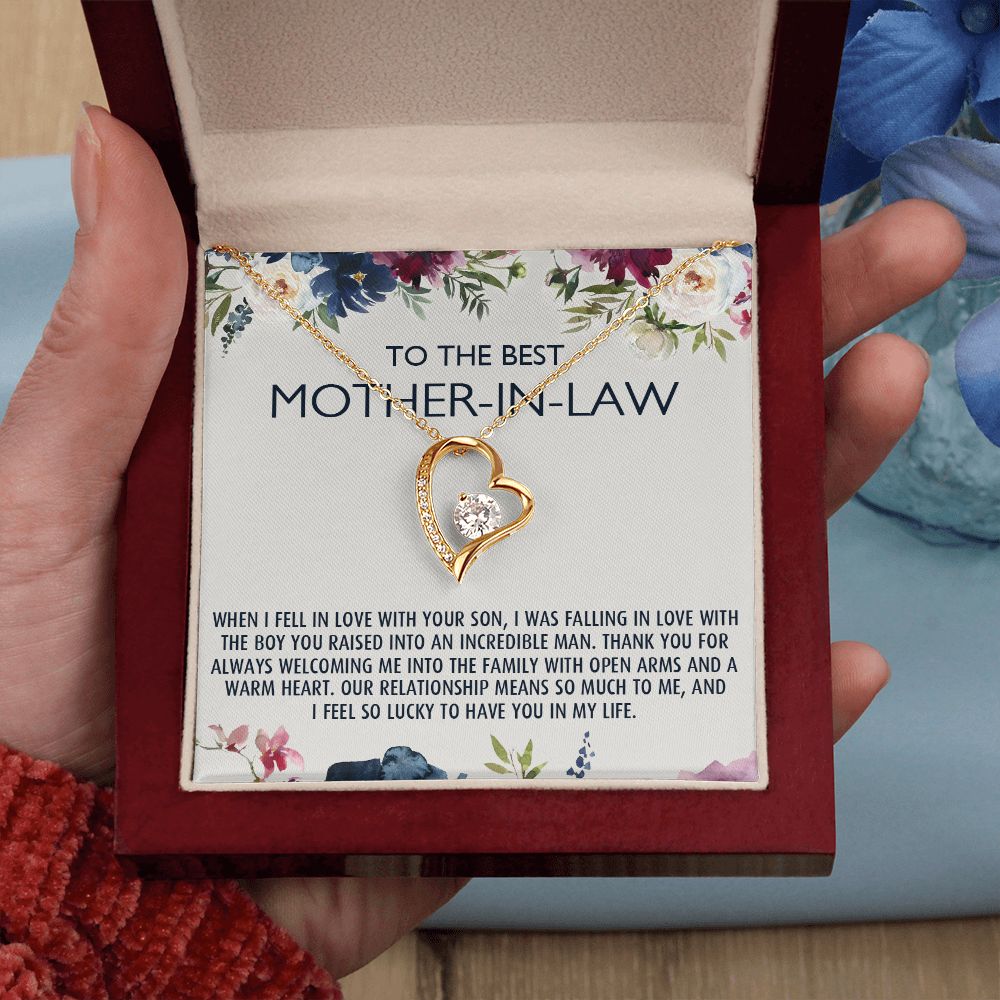 TO THE BEST
MOTHER-IN-LAW
WHEN I FELL IN LOVE WITH YOUR SON, I WAS FALLING IN LOVE WITH
THE BOY YOU RAISED INTO AN INCREDIBLE MAN. THANK YOU FOR
ALWAYS WELCOMING ME INTO THE FAMILY WITH OPEN ARMS AND A
WARM HEART. OUR RELATIONSHIP MEANS SO MUCH TO ME, AND
I FEEL SO LUCKY TO HAVE YOU IN MY LIFE.